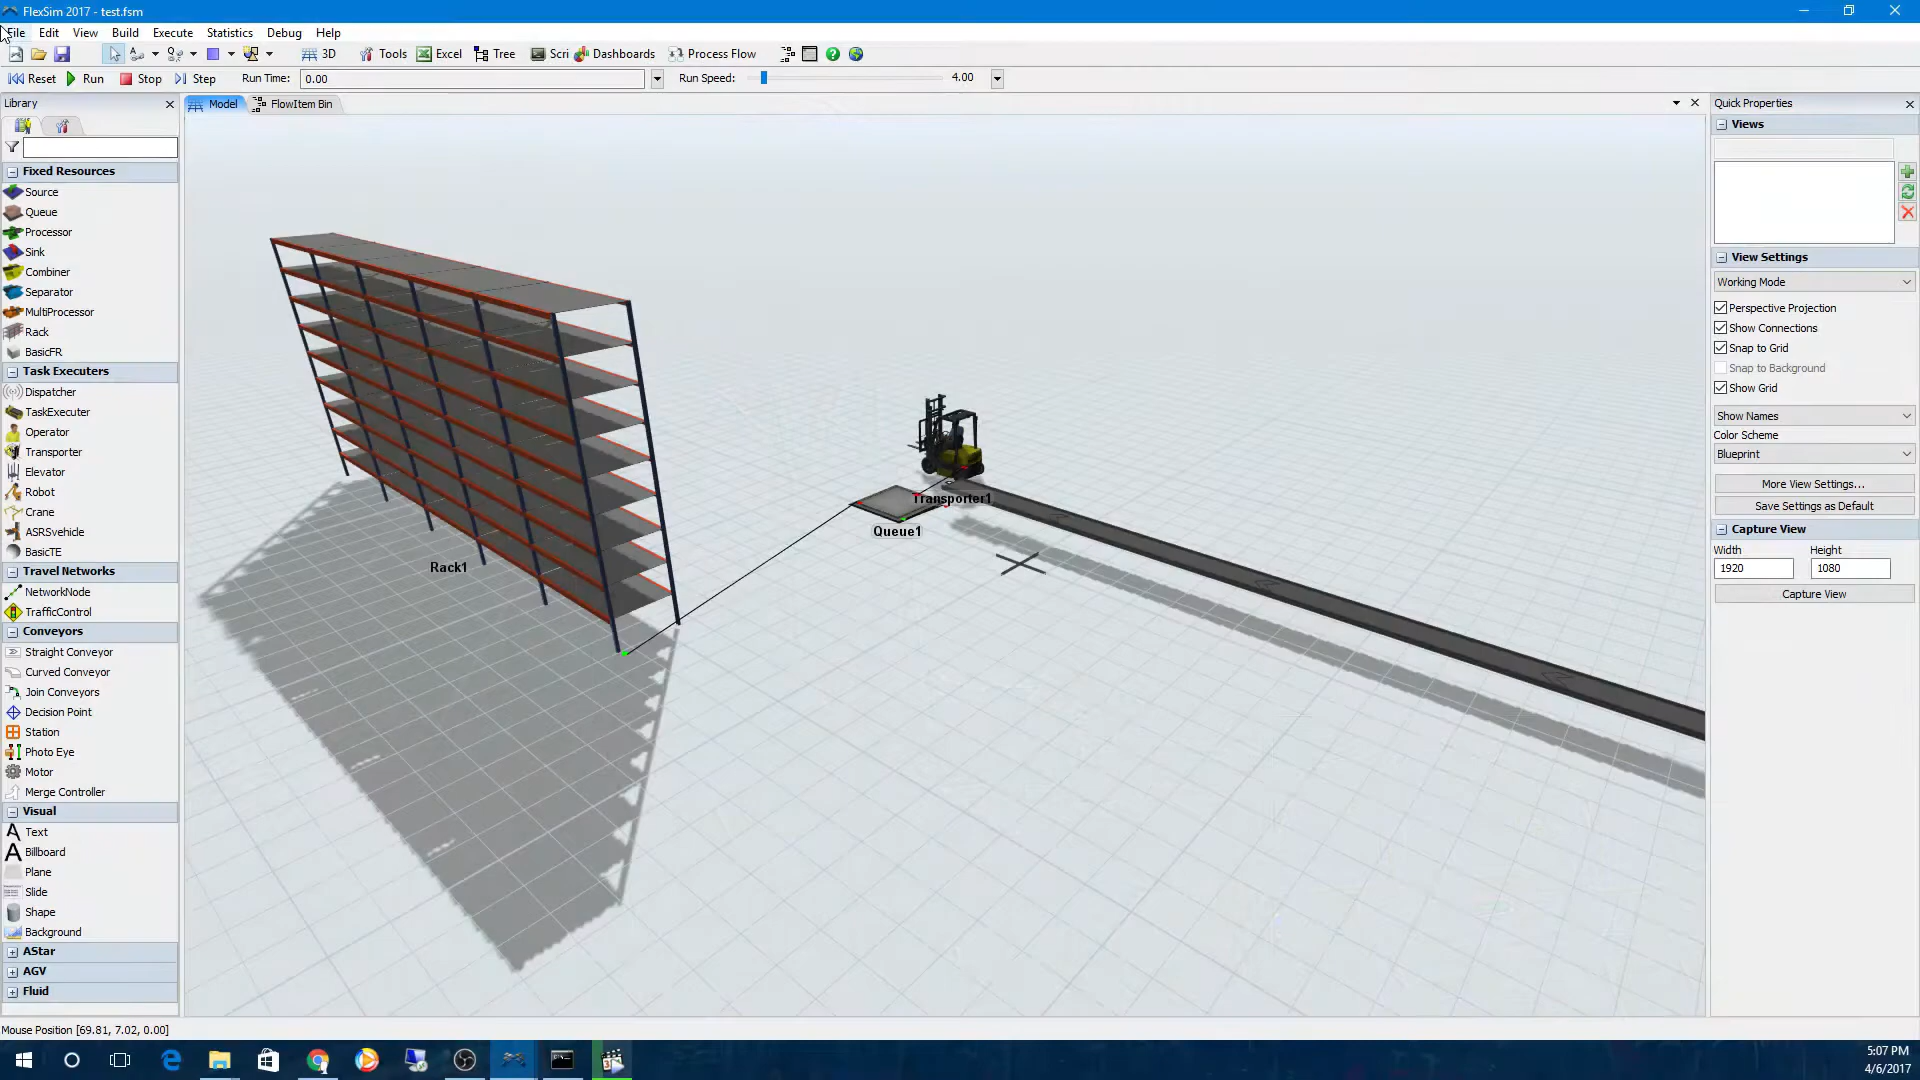 FlexSim 2017 - test.fsm
File Edit View Build Execute Statistics Debug Help
3D Tools Excel Tree Scri Dashboards Process Flow
Reset Run Stop Step Run Time: 0.00 Run Speed: 4.00
Library
Model FlowItem Bin
Quick Properties
Fixed Resources
Source
Queue
Processor
Sink
Combiner
Separator
MultiProcessor
Rack
BasicFR
Task Executers
Dispatcher
TaskExecuter
Operator
Transporter
Elevator
Robot
Crane
ASRSvehicle
BasicTE
Travel Networks
NetworkNode
TrafficControl
Conveyors
Straight Conveyor
Curved Conveyor
Join Conveyors
Decision Point
Station
Photo Eye
Motor
Merge Controller
Visual
Text
Billboard
Plane
Slide
Shape
Background
AStar
AGV
Fluid
Transporter1
Queue1
Rack1
Views
View Settings
Working Mode
Perspective Projection
Show Connections
Snap to Grid
Snap to Background
Show Grid
Show Names
Color Scheme
Blueprint
More View Settings...
Save Settings as Default
Capture View
Width Height
1920 1080
Capture View
Mouse Position [69.81, 7.02, 0.00]
5:07 PM
4/6/2017